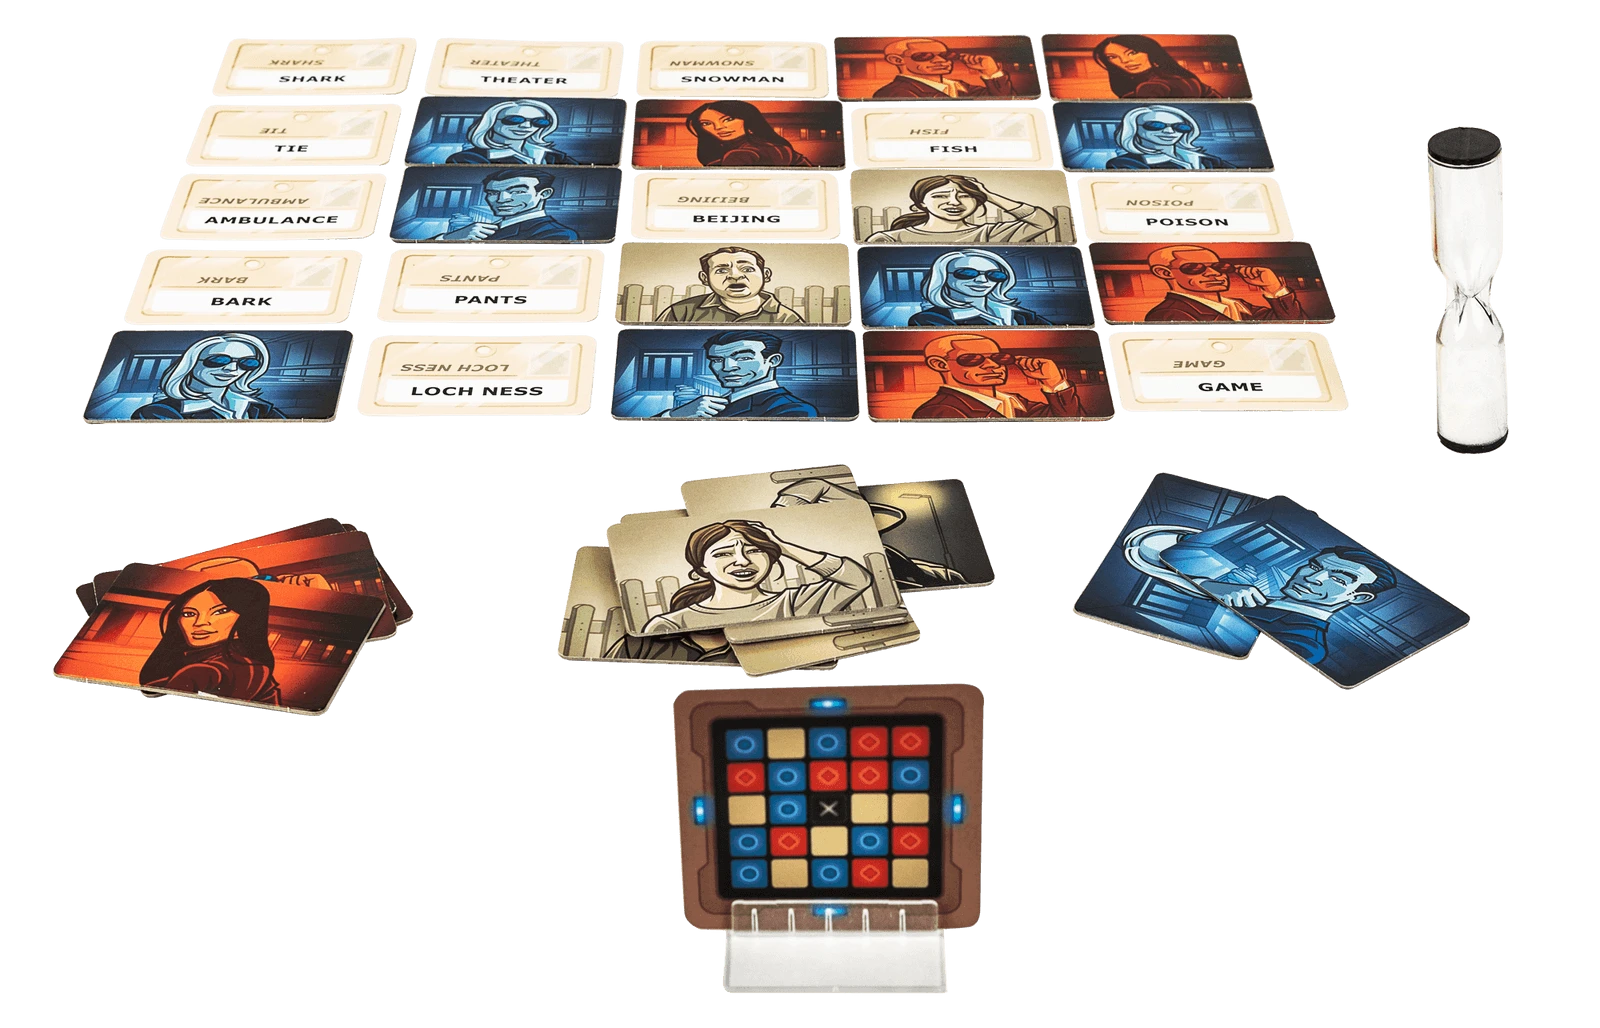 SHARK
SHARK
THEATER
THEATER
SNOWMAN
SNOWMAN
TIE
TIE
FISH
FISH
AMBULANCE
AMBULANCE
BEIJING
BEIJING
POISON
POISON
BARK
BARK
PANTS
PANTS
LOCH NESS
LOCH NESS
GAME
GAME